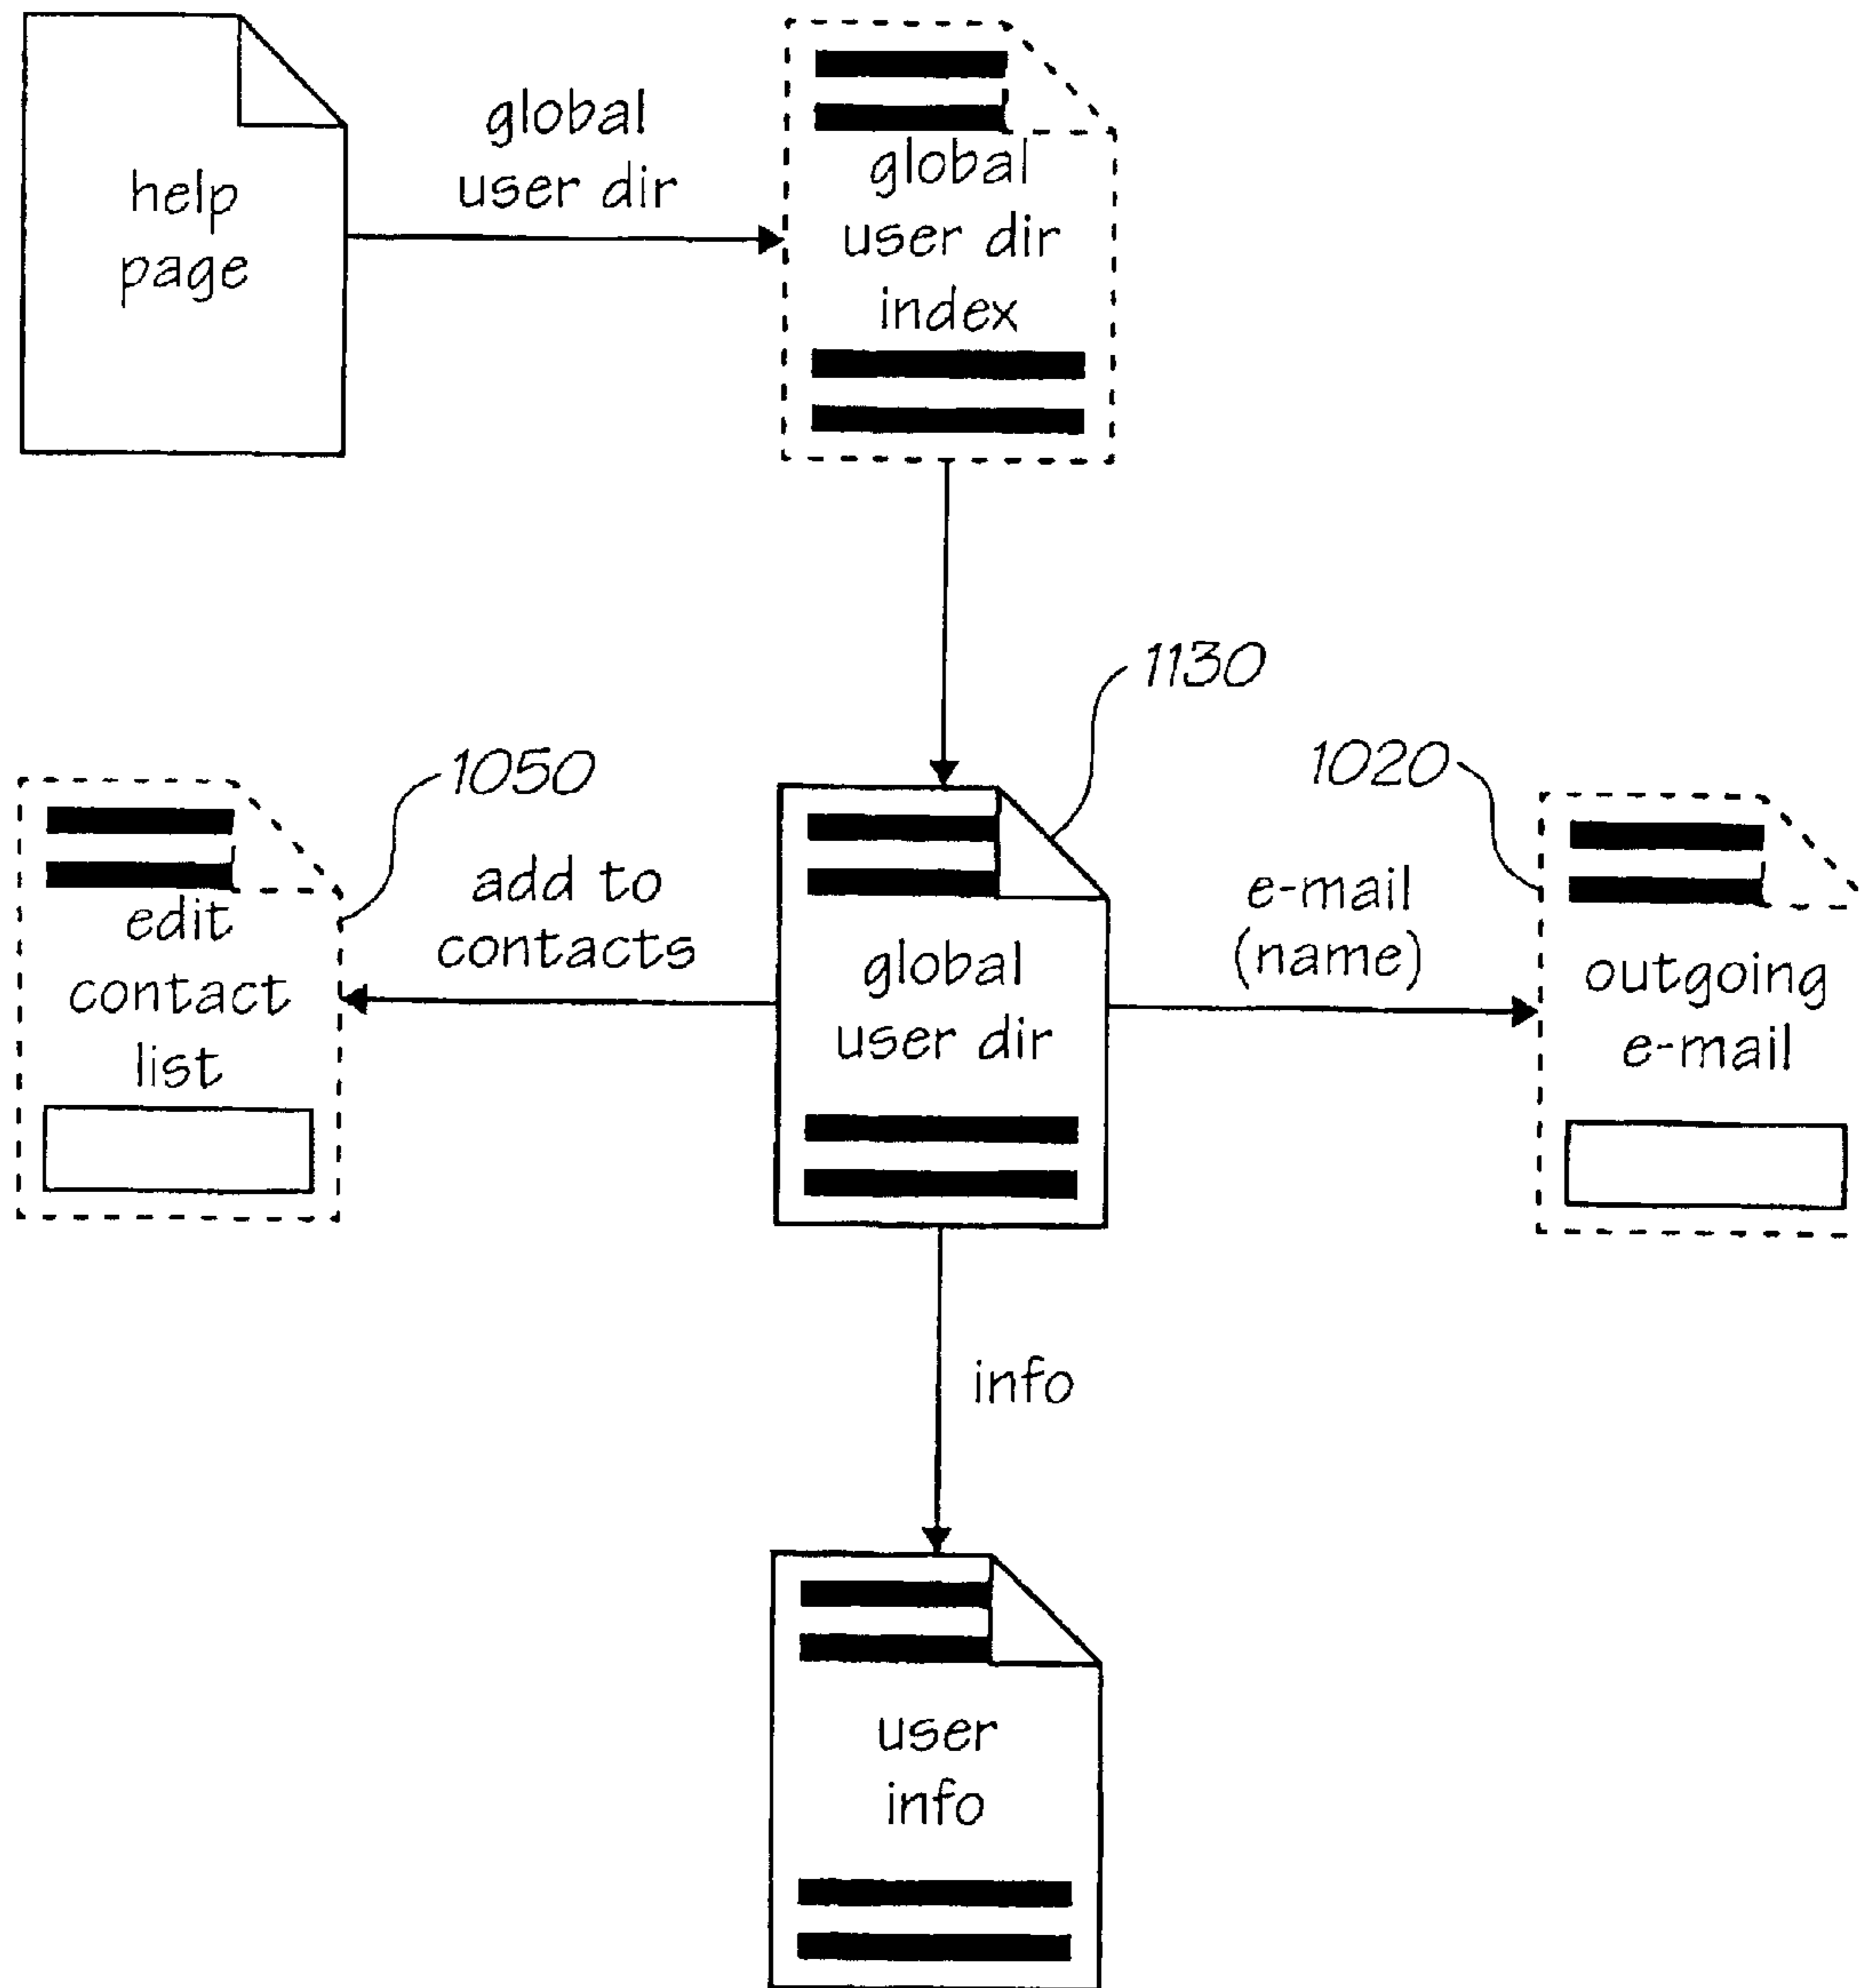 help
page
global
user dir
global
user dir
index
1130
1050
1020
edit
contact
list
add to
contacts
global
user dir
e-mail
(name)
outgoing
e-mail
info
user
info